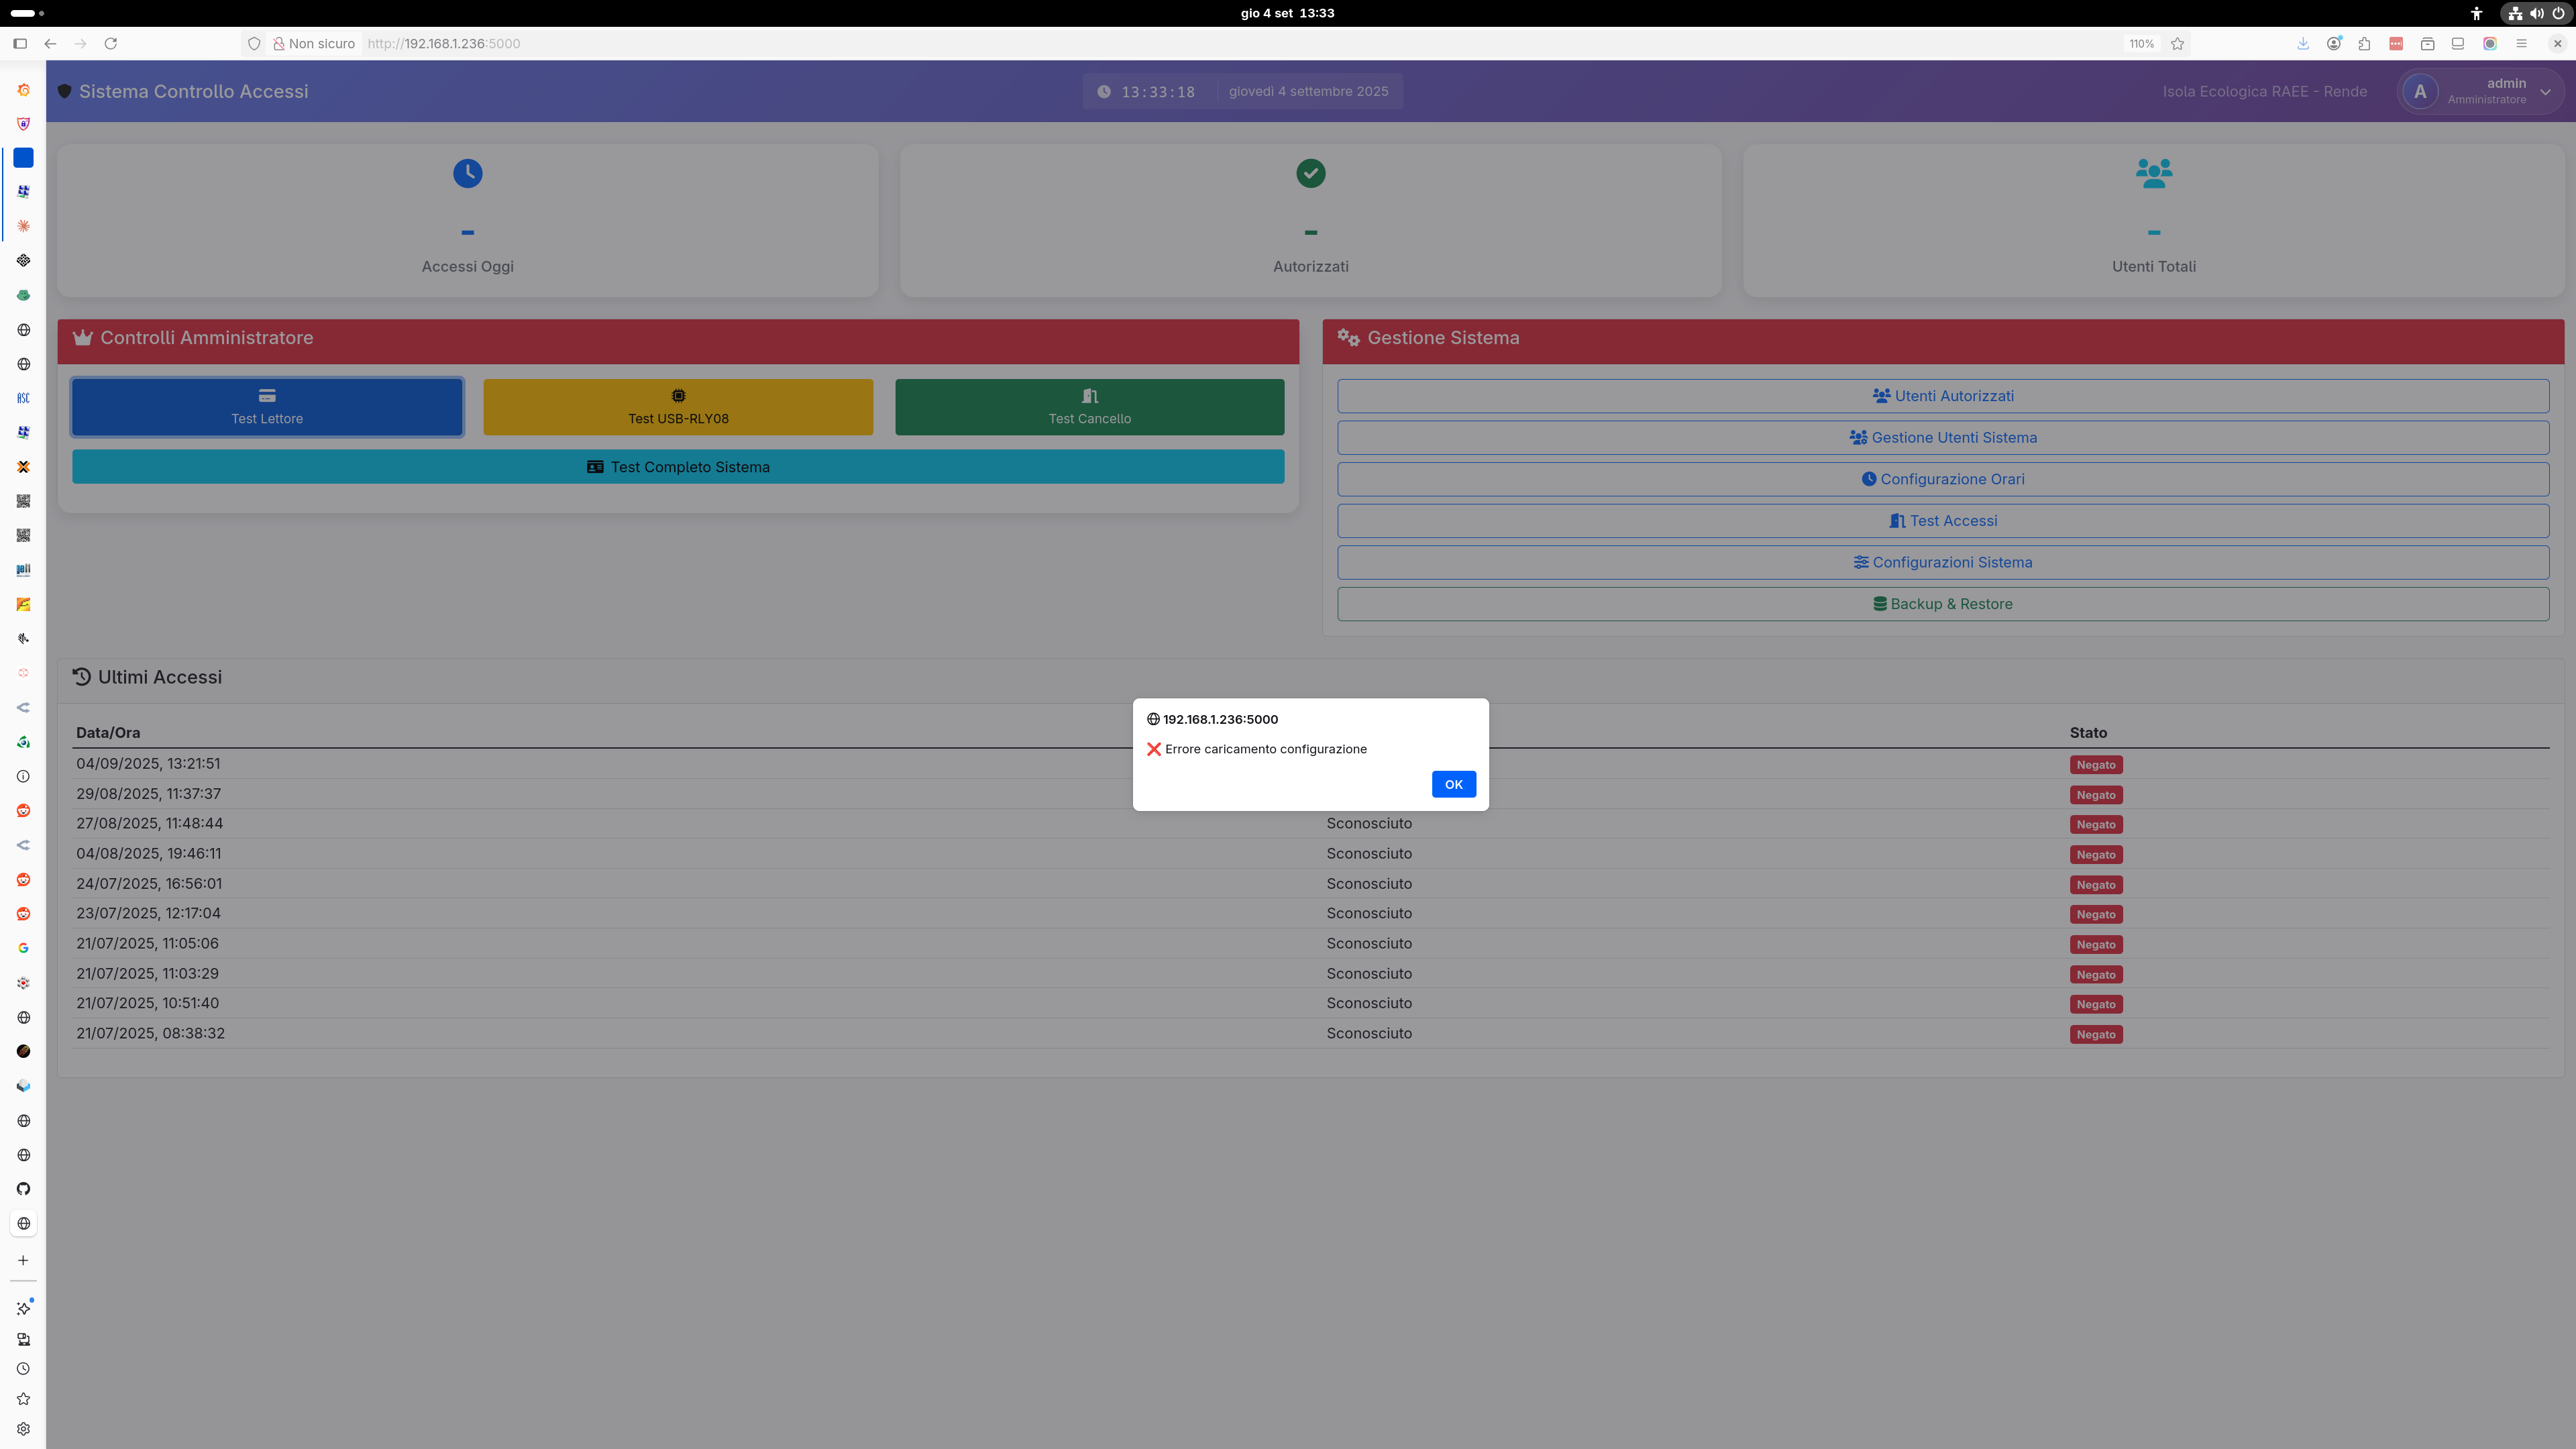 gio 4 set 13:33
Non sicuro http://192.168.1.236:5000 110%
Sistema Controllo Accessi
13:33:18 giovedì 4 settembre 2025
Isola Ecologica RAEE - Rende
A
admin
Amministratore
-
Accessi Oggi
-
Autorizzati
-
Utenti Totali
Controlli Amministratore
Test Lettore
Test USB-RLY08
Test Cancello
Test Completo Sistema
Gestione Sistema
Utenti Autorizzati
Gestione Utenti Sistema
Configurazione Orari
Test Accessi
Configurazioni Sistema
Backup & Restore
Ultimi Accessi
192.168.1.236:5000
❌ Errore caricamento configurazione
OK
Data/Ora Stato
04/09/2025, 13:21:51 Negato
29/08/2025, 11:37:37 Negato
27/08/2025, 11:48:44 Sconosciuto Negato
04/08/2025, 19:46:11 Sconosciuto Negato
24/07/2025, 16:56:01 Sconosciuto Negato
23/07/2025, 12:17:04 Sconosciuto Negato
21/07/2025, 11:05:06 Sconosciuto Negato
21/07/2025, 11:03:29 Sconosciuto Negato
21/07/2025, 10:51:40 Sconosciuto Negato
21/07/2025, 08:38:32 Sconosciuto Negato